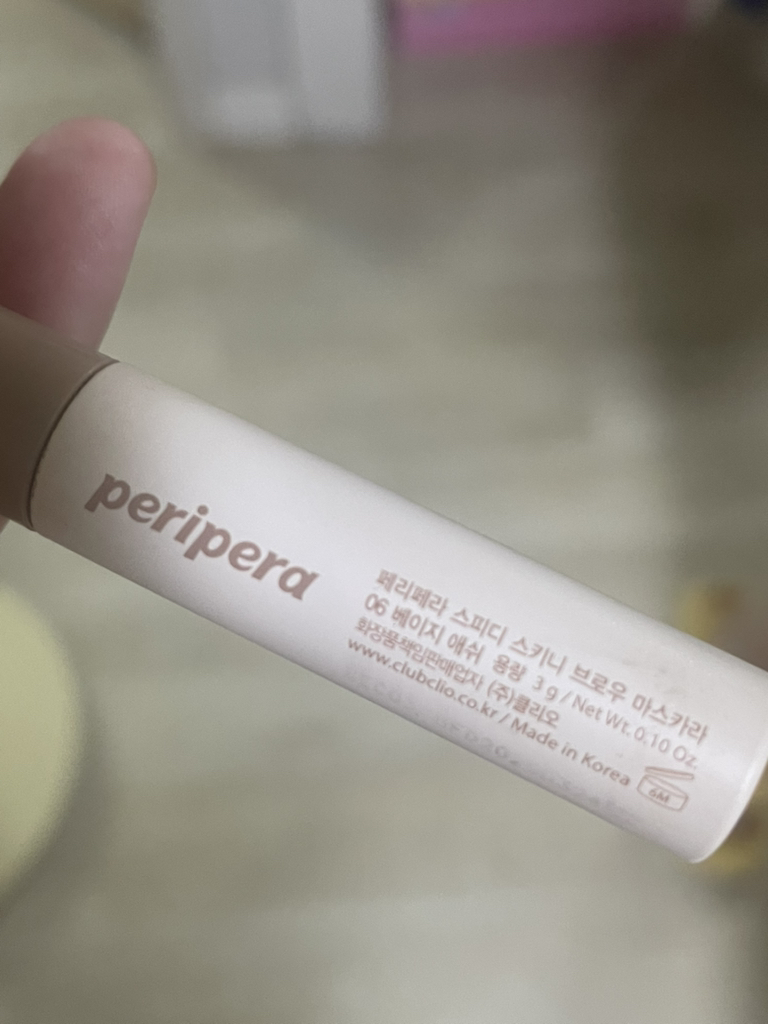 peripera
페리페라 스피디 스키니 브로우 마스카라
06 베이지 애쉬 용량 3 g / Net Wt. 0.10 Oz.
화장품책임판매업자 (주)클리오
www.clubclio.co.kr / Made in Korea
6M